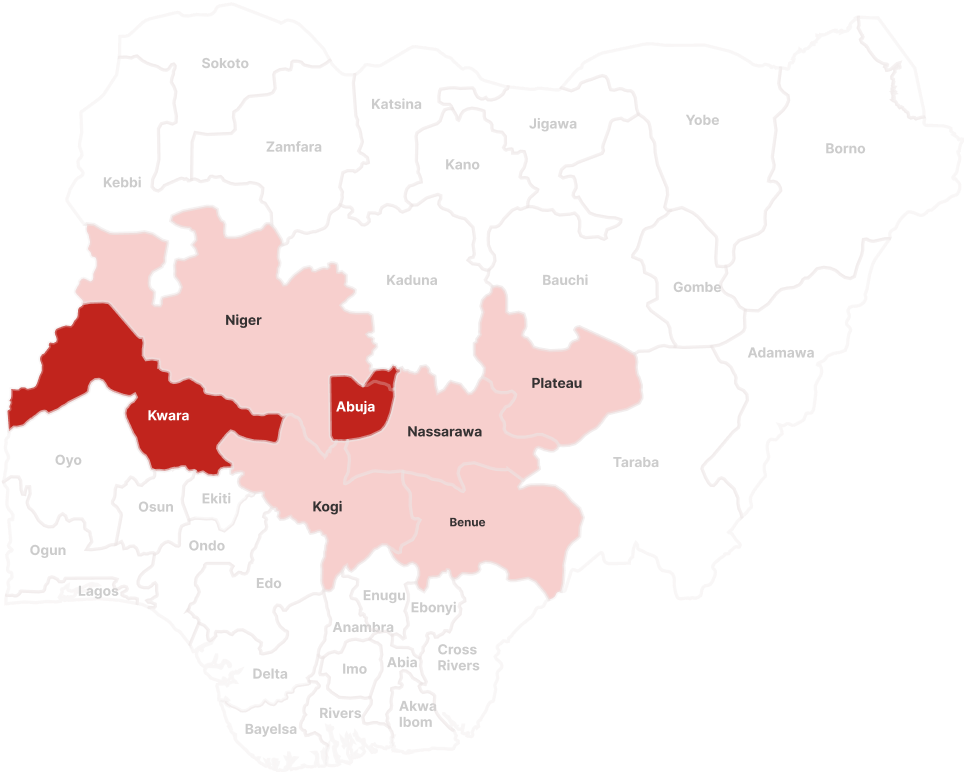 Sokoto
Katsina
Jigawa
Yobe
Zamfara
Kano
Borno
Kebbi
Kaduna
Bauchi
Gombe
Niger
Adamawa
Plateau
Abuja
Kwara
Nassarawa
Oyo
Taraba
Ekiti
Osun
Kogi
Benue
Ogun
Ondo
Edo
Lagos
Enugu
Ebonyi
Anambra
Cross
Rivers
Abia
Imo
Delta
Akwa
Ibom
Rivers
Bayelsa